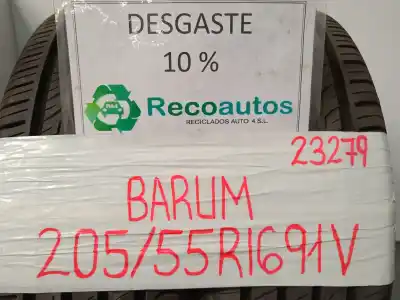 DESGASTE
10 %
Recoautos
RECICLADOS AUTO 4 S.L.
23279
BARUM
205/55R1691V